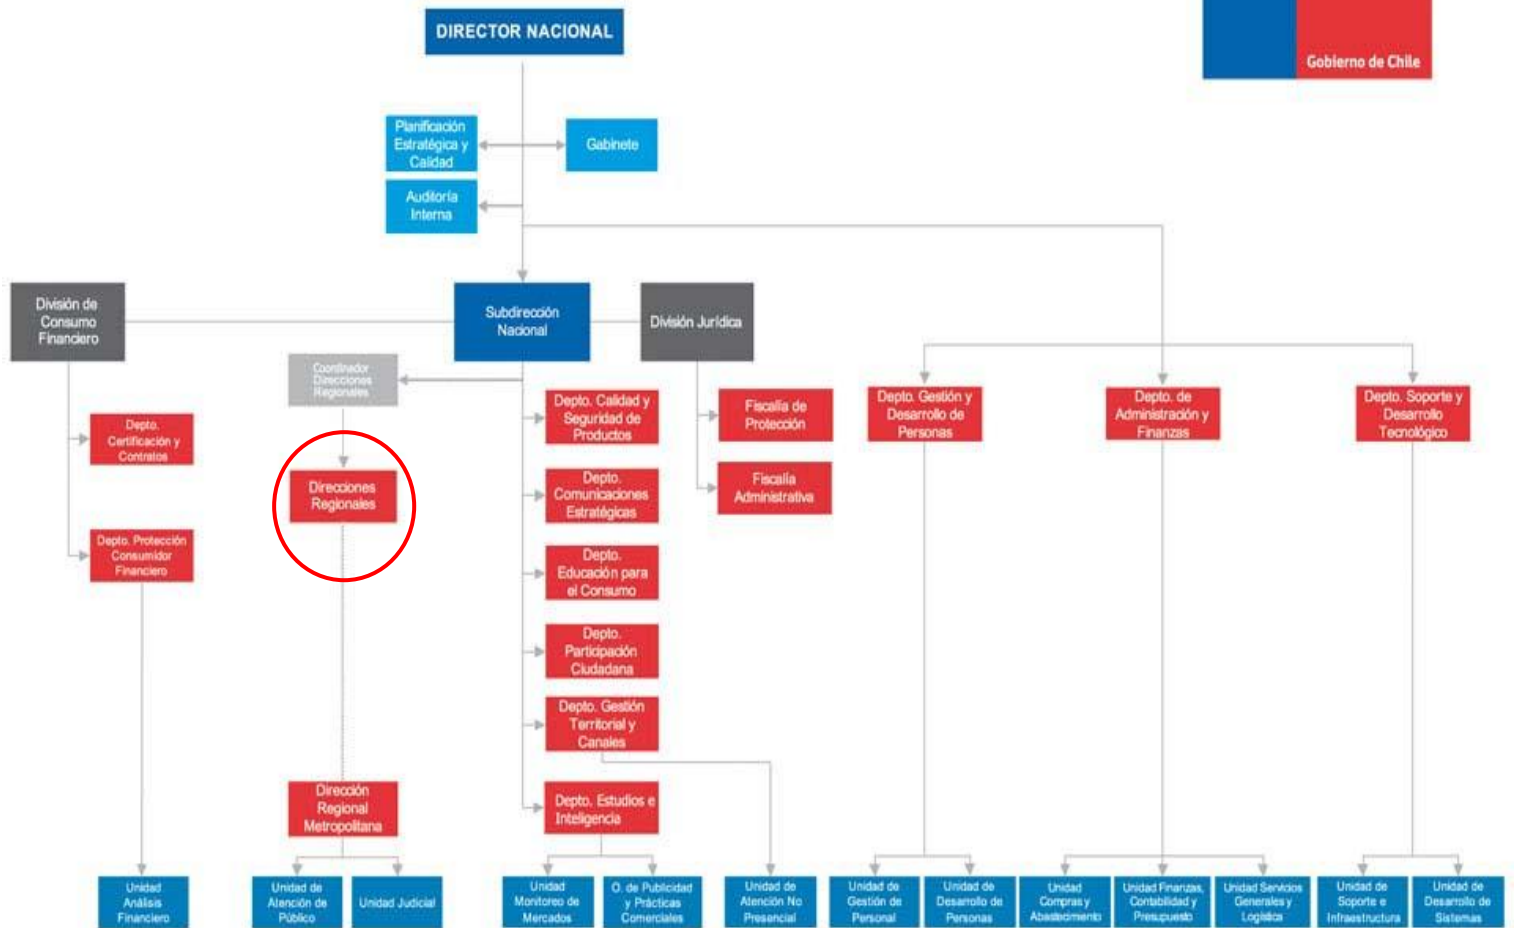 DIRECTOR NACIONAL
Gobierno de Chile
Planificación
Estratégica y
Calidad
Gabinete
Auditoría
Interna
División de
Consumo
Financiero
Subdirección
Nacional
División Jurídica
Coordinador
Direcciones
Regionales
Depto.
Certificación y
Contratos
Direcciones
Regionales
Depto. Protección
Consumidor
Financiero
Depto. Calidad y
Seguridad de
Productos
Depto.
Comunicaciones
Estratégicas
Depto.
Educación para
el Consumo
Depto.
Participación
Ciudadana
Depto. Gestión
Territorial y
Canales
Depto. Estudios e
Inteligencia
Fiscalía de
Protección
Fiscalía
Administrativa
Depto. Gestión y
Desarrollo de
Personas
Depto. de
Administración y
Finanzas
Depto. Soporte y
Desarrollo
Tecnológico
Dirección
Regional
Metropolitana
Unidad
Análisis
Financiero
Unidad de
Atención de
Público
Unidad Judicial
Unidad
Monitoreo de
Mercados
O. de Publicidad
y Prácticas
Comerciales
Unidad de
Atención No
Presencial
Unidad de
Gestión de
Personal
Unidad de
Desarrollo de
Personas
Unidad
Compras y
Abastecimiento
Unidad Finanzas,
Contabilidad y
Presupuesto
Unidad Servicios
Generales y
Logística
Unidad de
Soporte e
Infraestructura
Unidad de
Desarrollo de
Sistemas